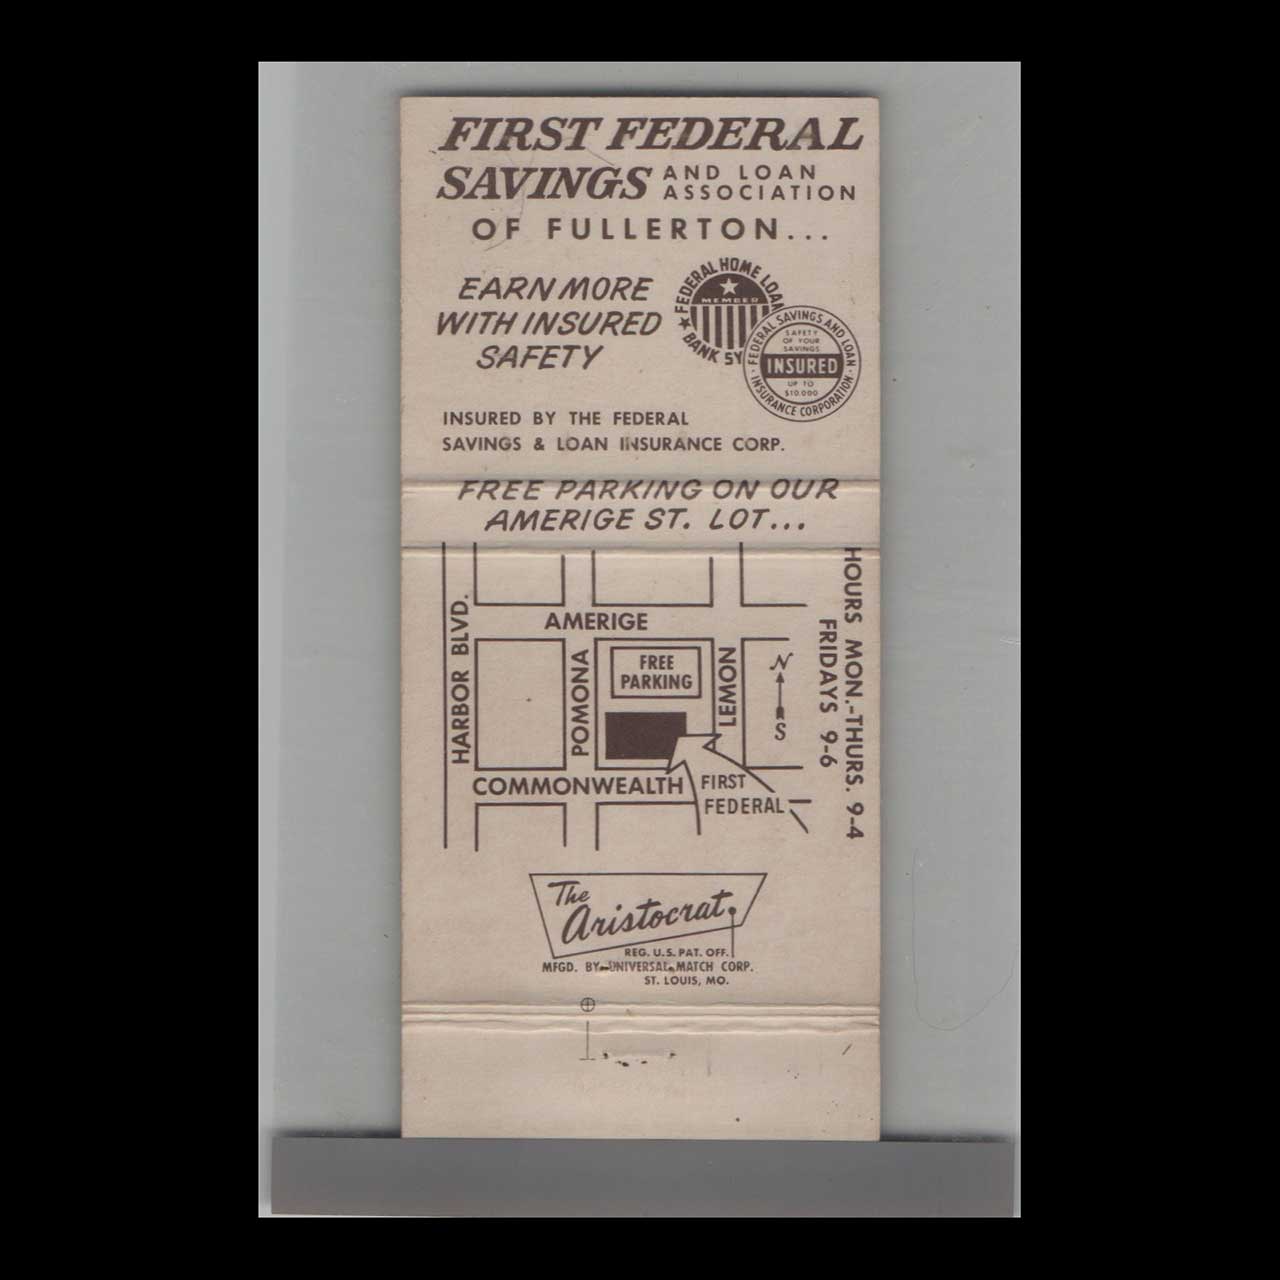 FIRST FEDERAL
SAVINGS AND LOAN
ASSOCIATION
OF FULLERTON...
EARN MORE
WITH INSURED
SAFETY
FEDERAL HOME LOAN
BANK SY
MEMBER
FEDERAL SAVINGS AND LOAN
INSURANCE CORPORATION
SAFETY
OF YOUR
SAVINGS
INSURED
UP TO
$10,000
INSURED BY THE FEDERAL
SAVINGS & LOAN INSURANCE CORP.
FREE PARKING ON OUR
AMERIGE ST. LOT...
HOURS MON.-THURS. 9-4
FRIDAYS 9-6
HARBOR BLVD.
AMERIGE
POMONA
FREE
PARKING
LEMON
N
S
COMMONWEALTH
FIRST
FEDERAL
The
Aristocrat
REG. U.S. PAT. OFF.
MFGD. BY UNIVERSAL MATCH CORP.
ST. LOUIS, MO.